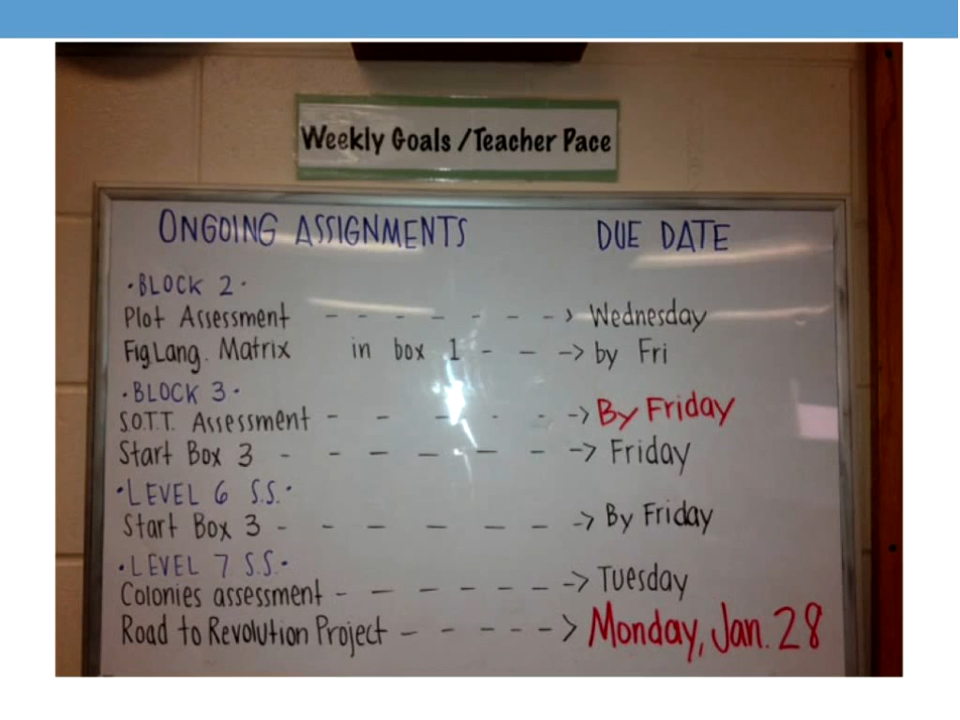 Weekly Goals / Teacher Pace
ONGOING ASSIGNMENTS DUE DATE
·BLOCK 2·
Plot Assessment - - - - - - - -> Wednesday
Fig Lang. Matrix in box 1 - - -> by Fri
·BLOCK 3·
S.O.T.T. Assessment - - - - - -> By Friday
Start Box 3 - - - - - - -> Friday
·LEVEL 6 S.S.·
Start Box 3 - - - - - - -> By Friday
·LEVEL 7 S.S.·
Colonies assessment - - - - - - -> Tuesday
Road to Revolution Project - - - - - -> Monday, Jan. 28